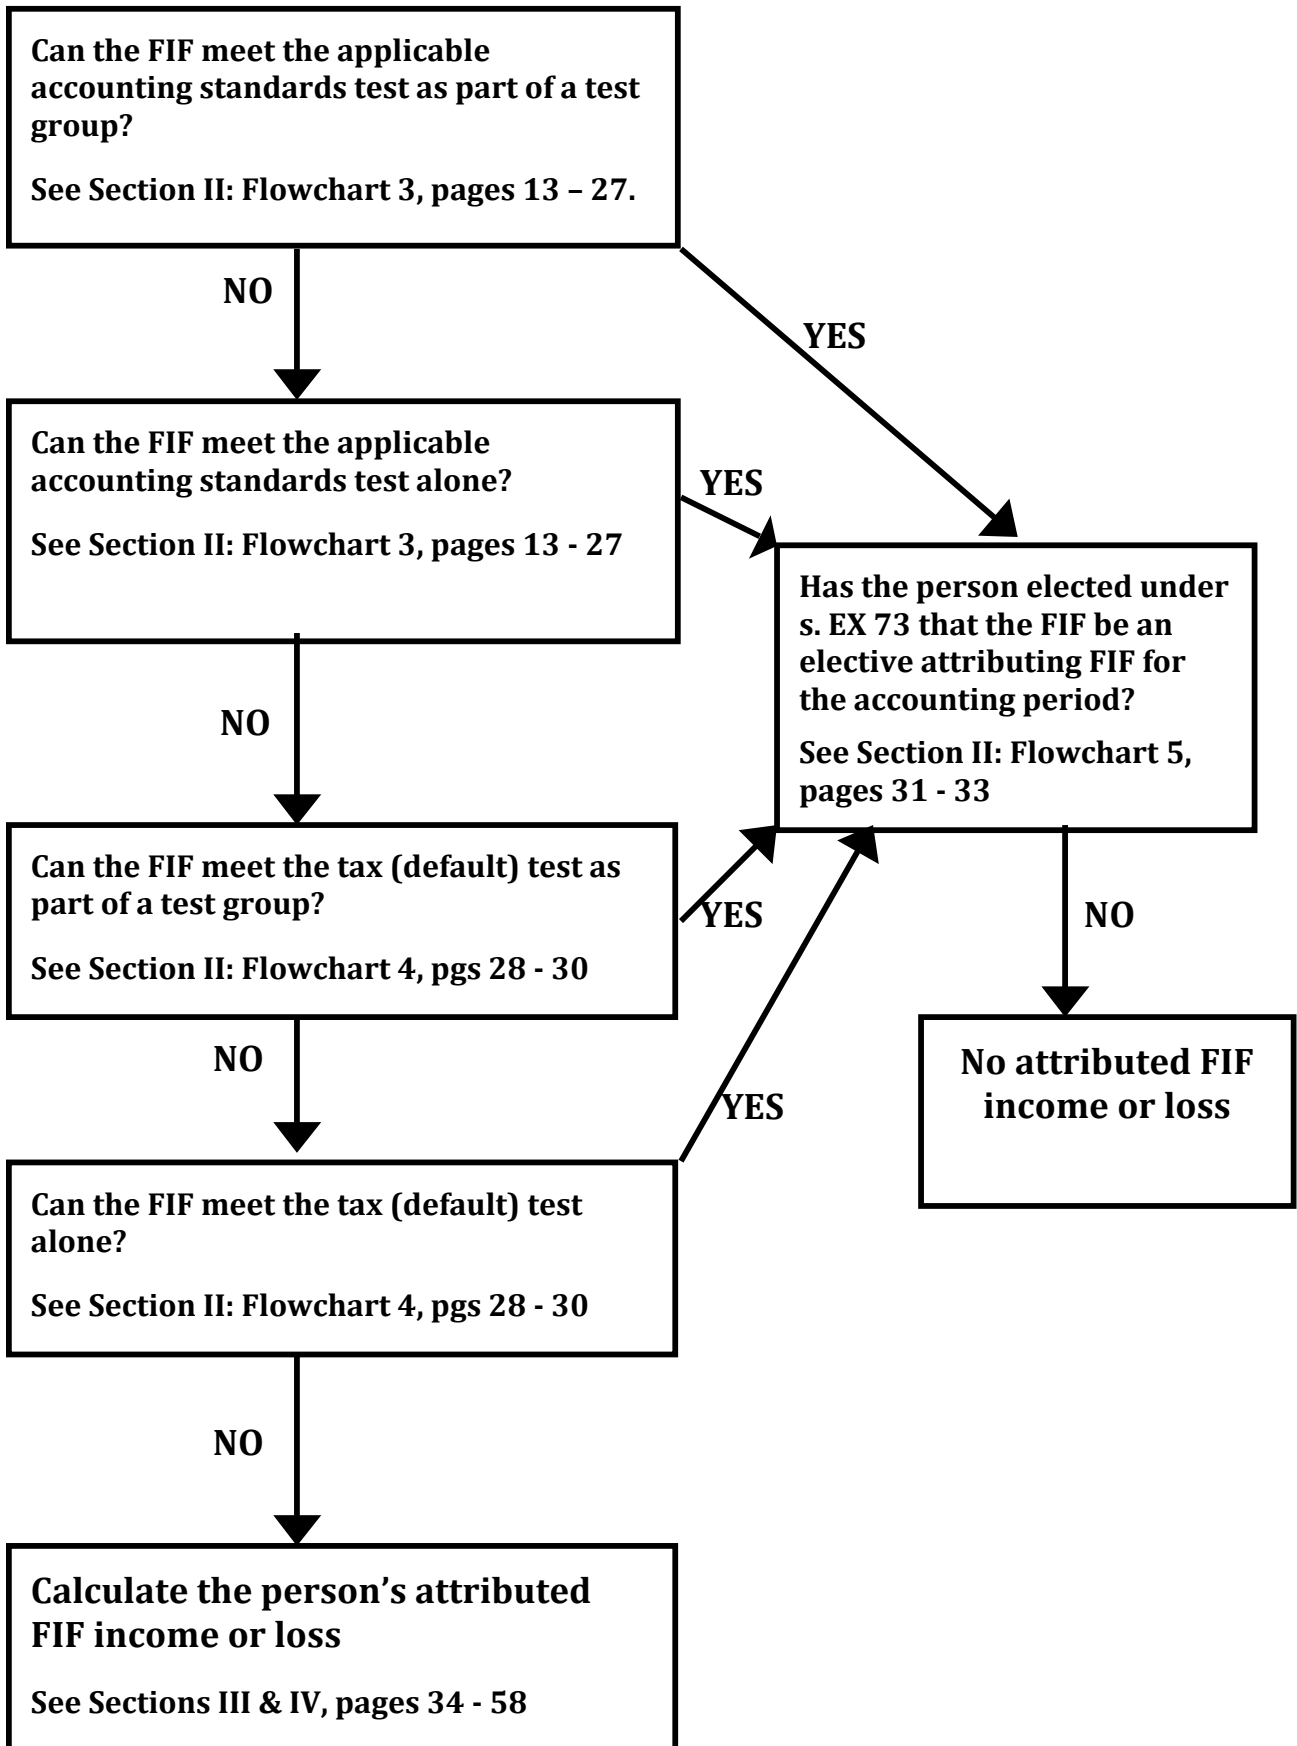 Can the FIF meet the applicable
accounting standards test as part of a test
group?
See Section II: Flowchart 3, pages 13 – 27.
NO
YES
Can the FIF meet the applicable
accounting standards test alone?
See Section II: Flowchart 3, pages 13 - 27
YES
Has the person elected under
s. EX 73 that the FIF be an
elective attributing FIF for
the accounting period?
See Section II: Flowchart 5,
pages 31 - 33
NO
Can the FIF meet the tax (default) test as
part of a test group?
See Section II: Flowchart 4, pgs 28 - 30
YES
NO
No attributed FIF
income or loss
NO
YES
Can the FIF meet the tax (default) test
alone?
See Section II: Flowchart 4, pgs 28 - 30
NO
Calculate the person’s attributed
FIF income or loss
See Sections III & IV, pages 34 - 58